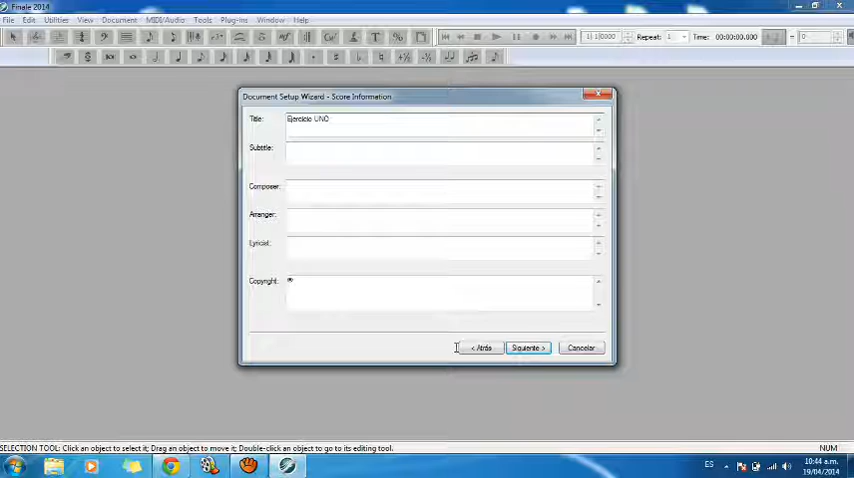 Finale 2014
File Edit Utilities View Document MIDI/Audio Tools Plug-ins Window Help
Repeat: 1 Time: 00:00:00.000 = 0
Document Setup Wizard - Score Information
Title: Ejercicio UNO
Subtitle:
Composer:
Arranger:
Lyricist:
Copyright:
< Atrás Siguiente > Cancelar
SELECTION TOOL: Click an object to select it; Drag an object to move it; Double-click an object to go to its editing tool. NUM
ES 10:44 a.m.
19/04/2014